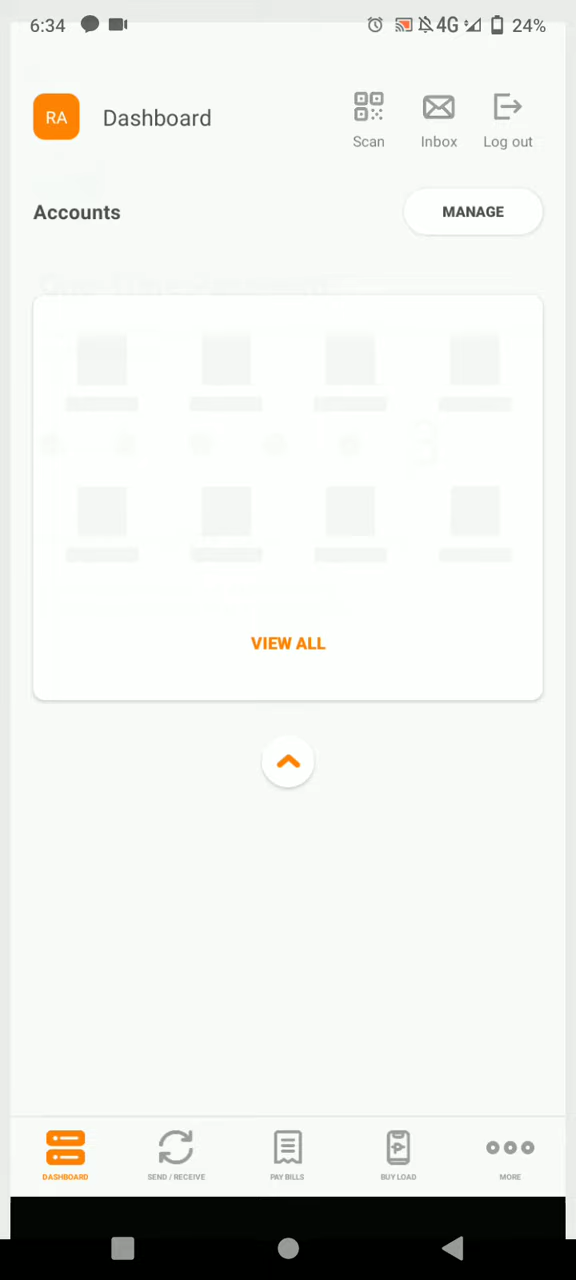 6:34
4G
24%
RA
Dashboard
Scan
Inbox
Log out
Accounts
MANAGE
VIEW ALL
DASHBOARD
SEND / RECEIVE
PAY BILLS
BUY LOAD
MORE